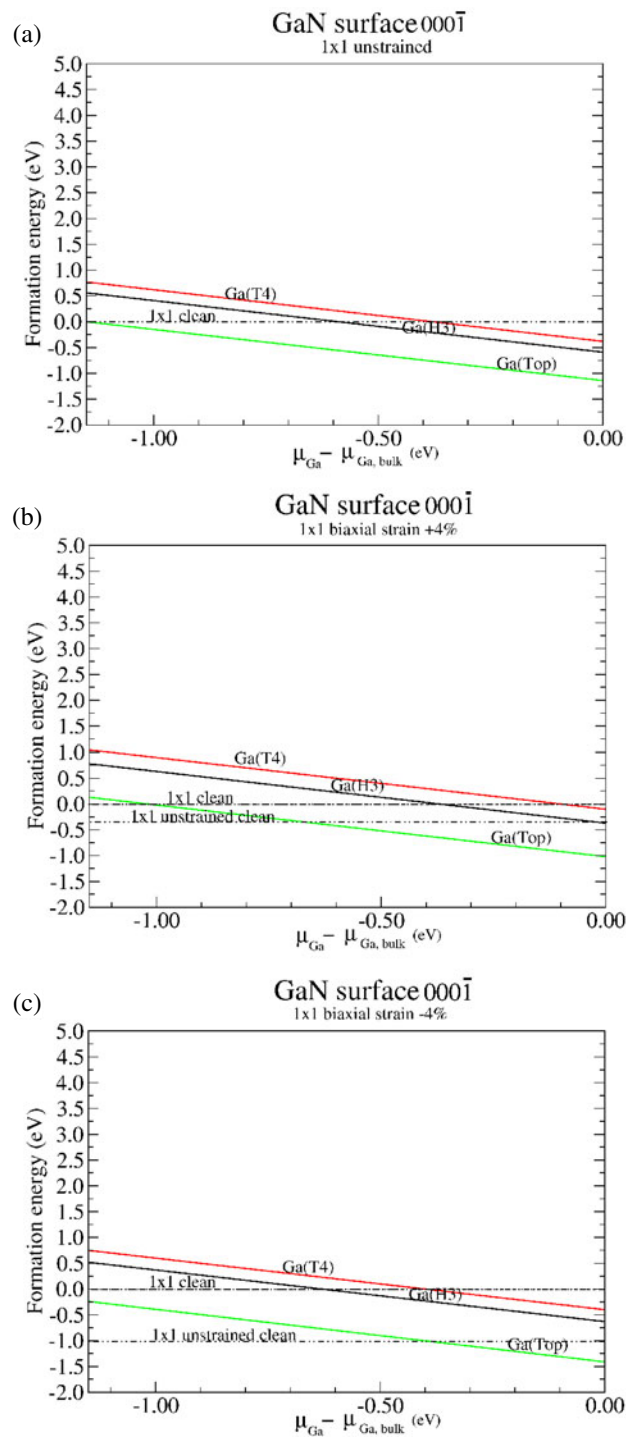 (a)
GaN surface 0001̄
1x1 unstrained
5.0
4.5
4.0
3.5
3.0
2.5
2.0
1.5
1.0
0.5
0.0
-0.5
-1.0
-1.5
-2.0
Formation energy (eV)
Ga(T4)
1x1 clean
Ga(H3)
Ga(Top)
-1.00
-0.50
0.00
μGa – μGa, bulk (eV)
(b)
GaN surface 0001̄
1x1 biaxial strain +4%
5.0
4.5
4.0
3.5
3.0
2.5
2.0
1.5
1.0
0.5
0.0
-0.5
-1.0
-1.5
-2.0
Formation energy (eV)
Ga(T4)
Ga(H3)
1x1 clean
1x1 unstrained clean
Ga(Top)
-1.00
-0.50
0.00
μGa – μGa, bulk (eV)
(c)
GaN surface 0001̄
1x1 biaxial strain -4%
5.0
4.5
4.0
3.5
3.0
2.5
2.0
1.5
1.0
0.5
0.0
-0.5
-1.0
-1.5
-2.0
Formation energy (eV)
Ga(T4)
1x1 clean
Ga(H3)
1x1 unstrained clean
Ga(Top)
-1.00
-0.50
0.00
μGa – μGa, bulk (eV)